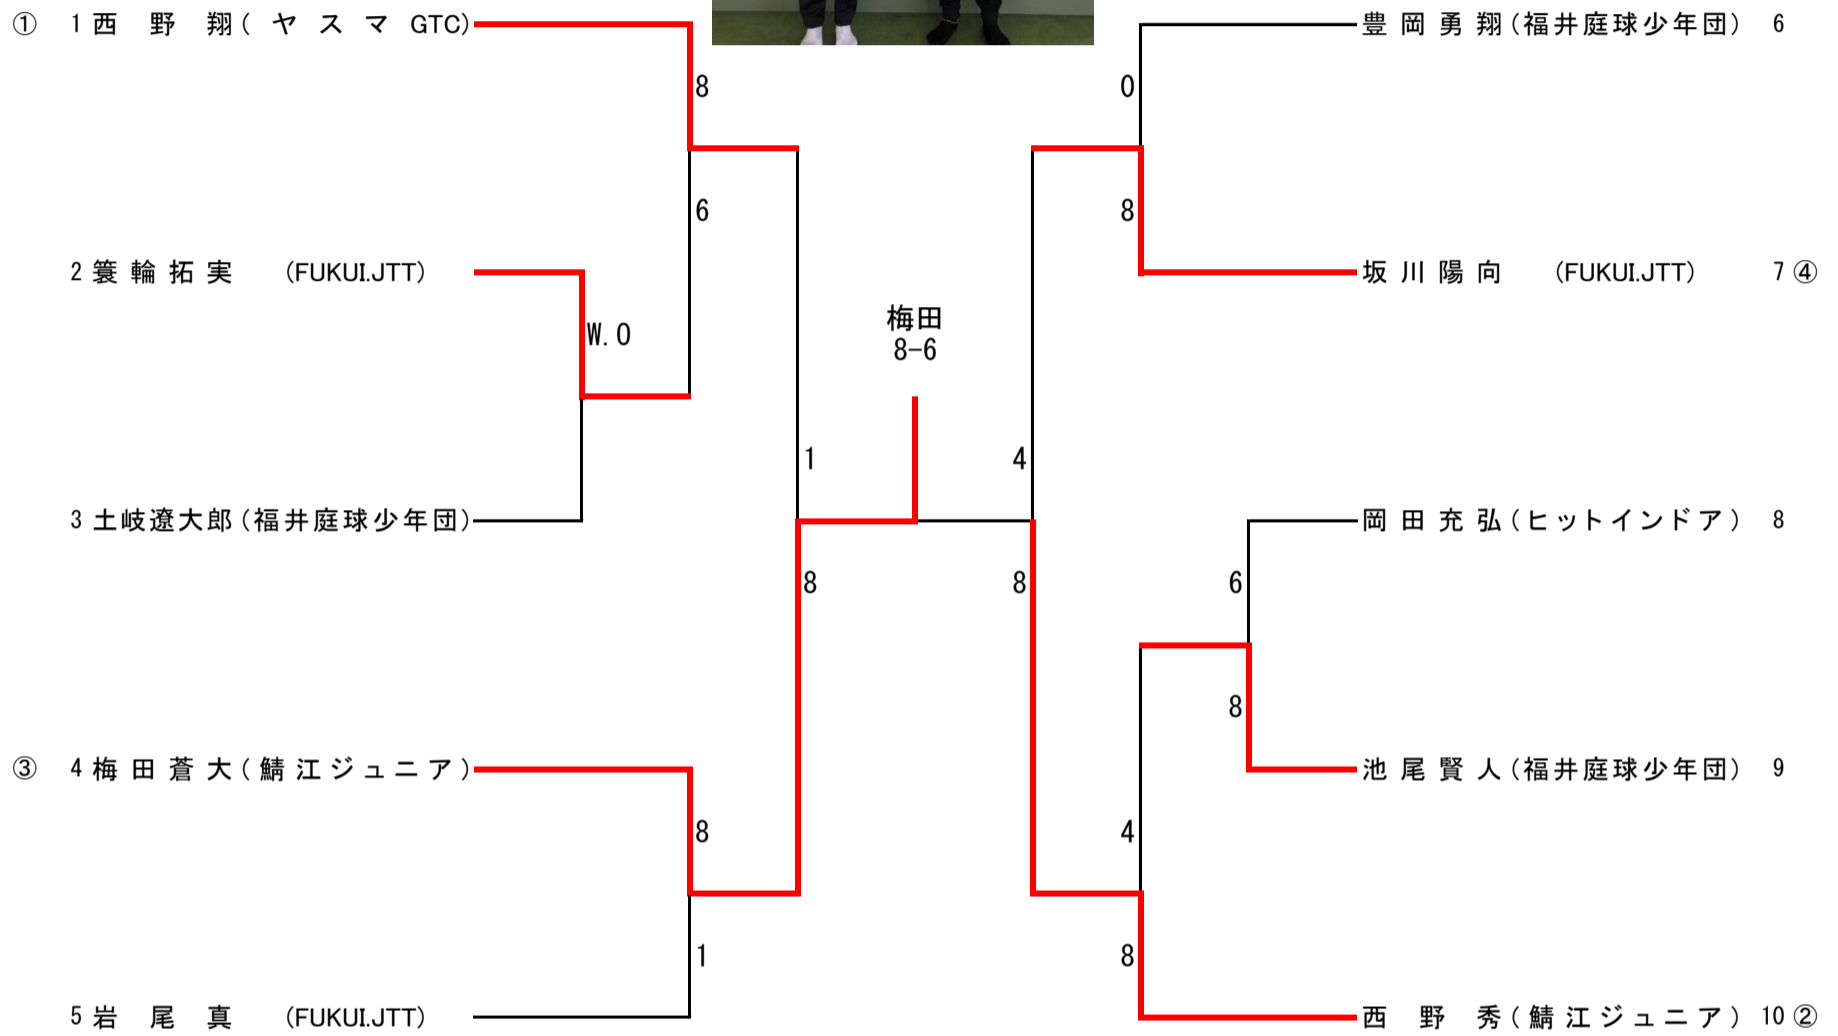 ① 1 西野翔(ヤスマGTC)
8
6
2 簑輪拓実 (FUKUI.JTT)
W.O
3 土岐遼大郎(福井庭球少年団)
1
8
③ 4 梅田蒼大(鯖江ジュニア)
8
1
5 岩尾真 (FUKUI.JTT)
梅田
8-6
豊岡勇翔(福井庭球少年団) 6
0
8
坂川陽向 (FUKUI.JTT) 7 ④
4
8
岡田充弘(ヒットインドア) 8
6
8
池尾賢人(福井庭球少年団) 9
4
8
西野秀(鯖江ジュニア) 10 ②